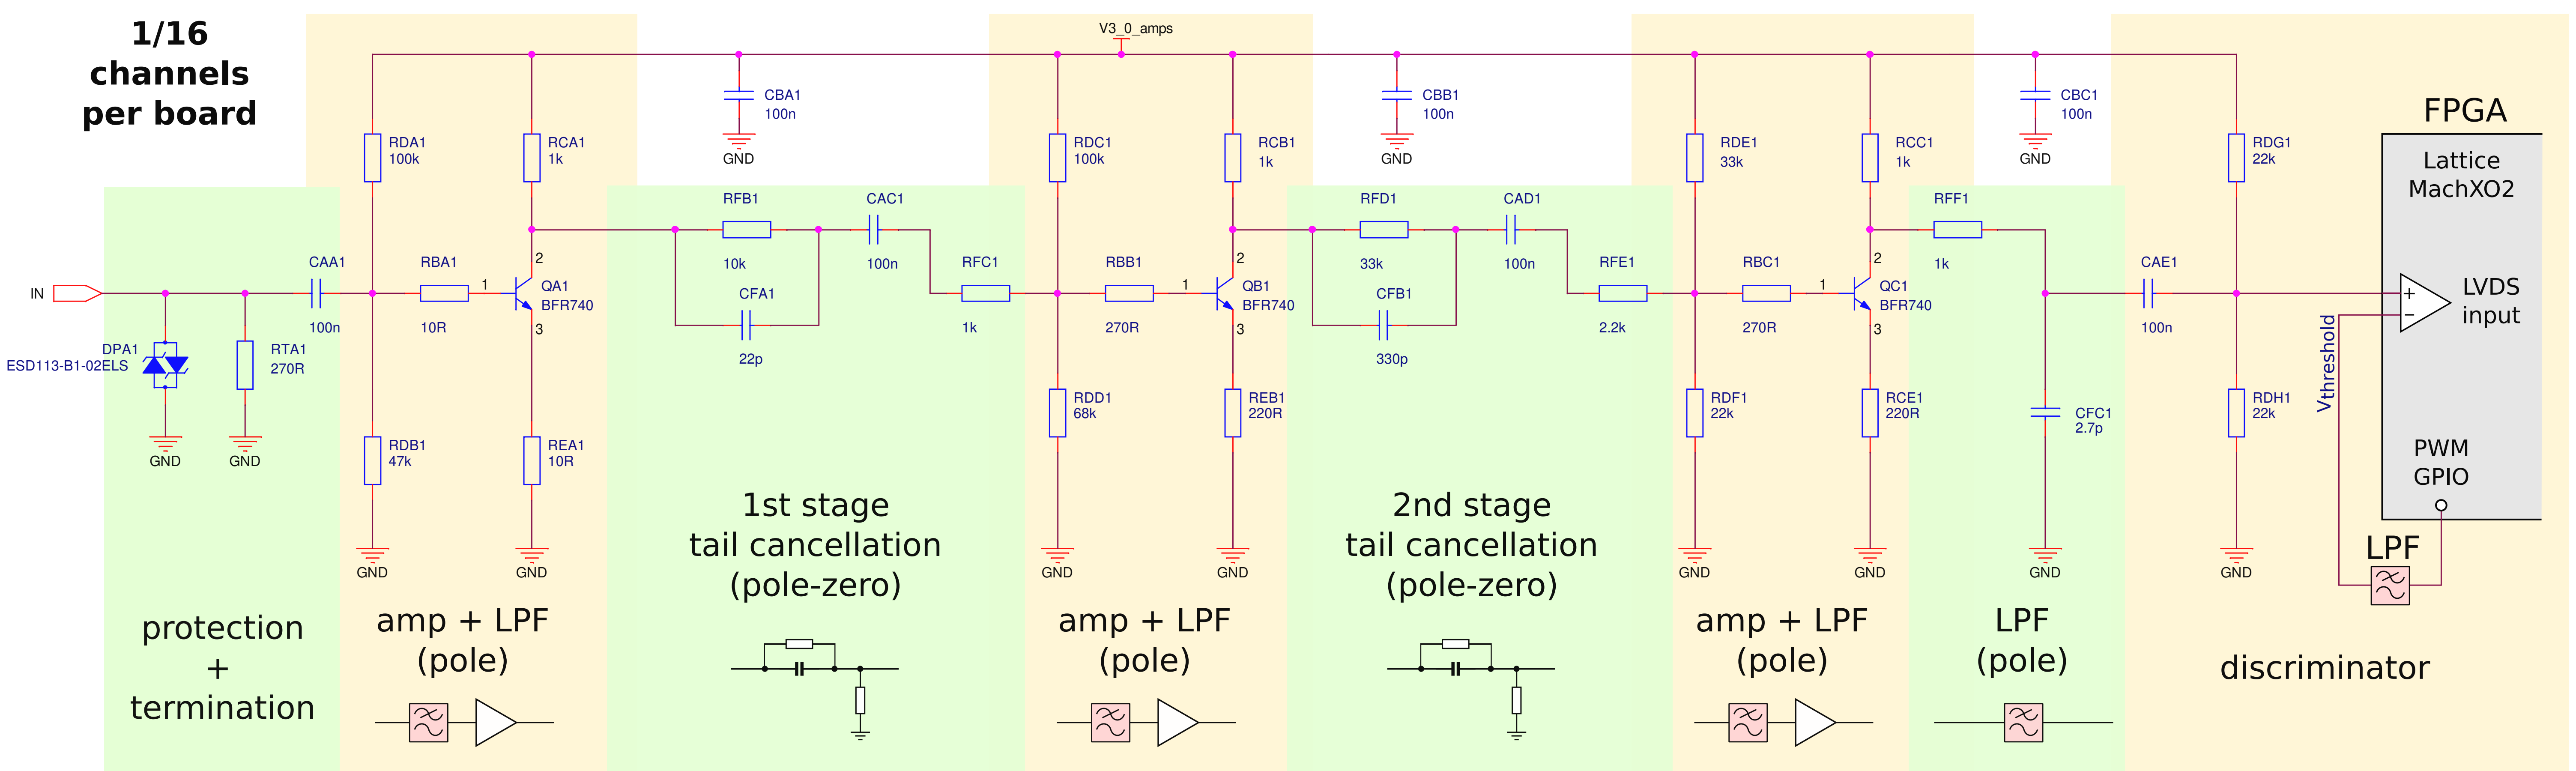 1/16
channels
per board
V3_0_amps
CBA1
100n
GND
CBB1
100n
GND
CBC1
100n
GND
FPGA
Lattice
MachXO2
LVDS
input
PWM
GPIO
LPF
Vthreshold
RDA1
100k
RCA1
1k
RDC1
100k
RCB1
1k
RDE1
33k
RCC1
1k
RDG1
22k
RFB1
10k
CAC1
100n
RFD1
33k
CAD1
100n
RFF1
1k
IN
CAA1
100n
RBA1
10R
1
2
3
QA1
BFR740
CFA1
22p
RFC1
1k
RBB1
270R
1
2
3
QB1
BFR740
CFB1
330p
RFE1
2.2k
RBC1
270R
1
2
3
QC1
BFR740
CAE1
100n
+
−
DPA1
ESD113-B1-02ELS
GND
RTA1
270R
GND
RDB1
47k
GND
REA1
10R
GND
RDD1
68k
GND
REB1
220R
GND
RDF1
22k
GND
RCE1
220R
GND
CFC1
2.7p
GND
RDH1
22k
GND
protection
+
termination
amp + LPF
(pole)
1st stage
tail cancellation
(pole-zero)
amp + LPF
(pole)
2nd stage
tail cancellation
(pole-zero)
amp + LPF
(pole)
LPF
(pole)
discriminator